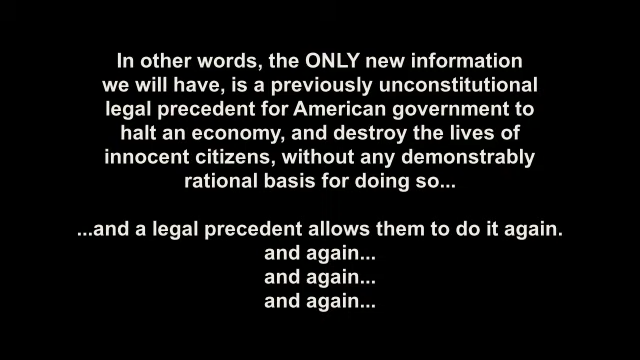 In other words, the ONLY new information
we will have, is a previously unconstitutional
legal precedent for American government to
halt an economy, and destroy the lives of
innocent citizens, without any demonstrably
rational basis for doing so...
...and a legal precedent allows them to do it again.
and again...
and again...
and again...